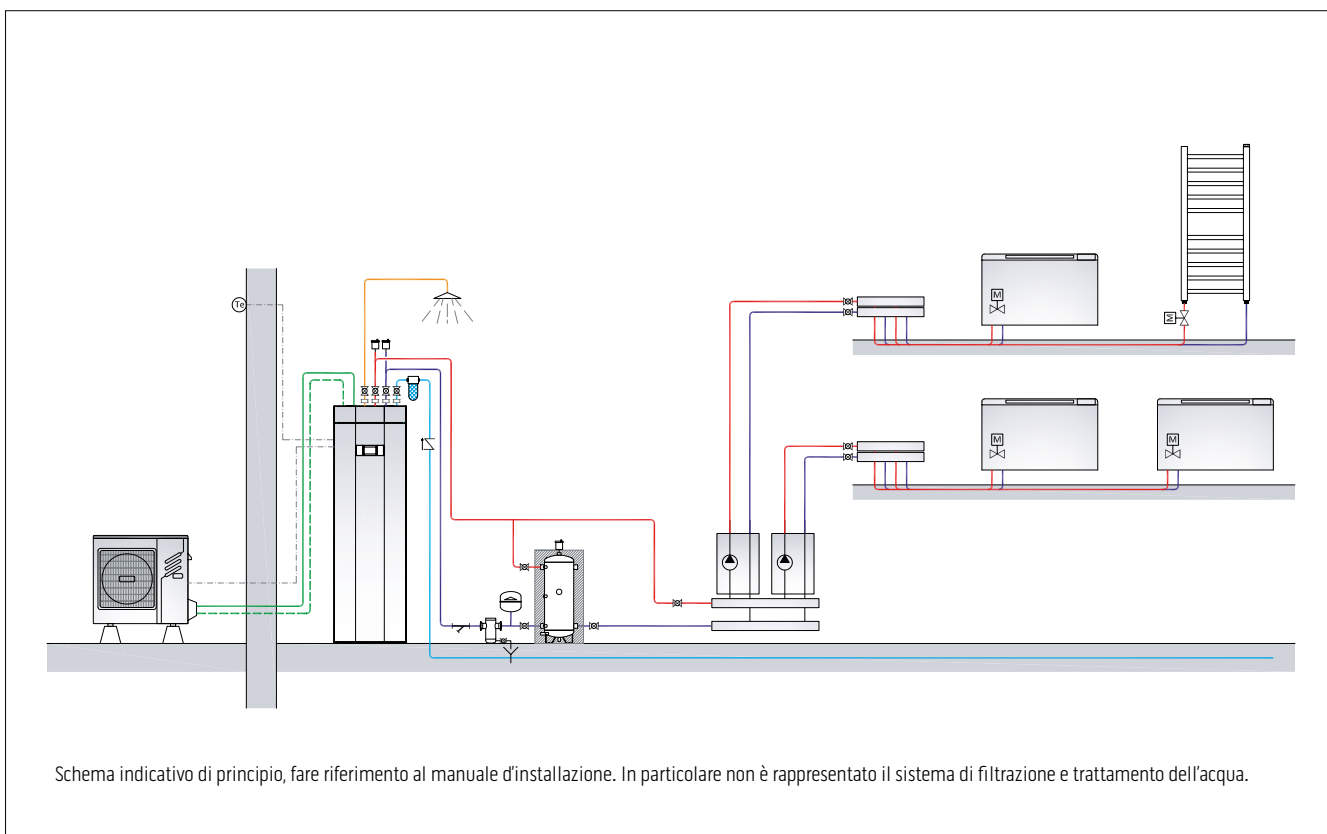 Te
M
M
M
M
Schema indicativo di principio, fare riferimento al manuale d'installazione. In particolare non è rappresentato il sistema di filtrazione e trattamento dell'acqua.